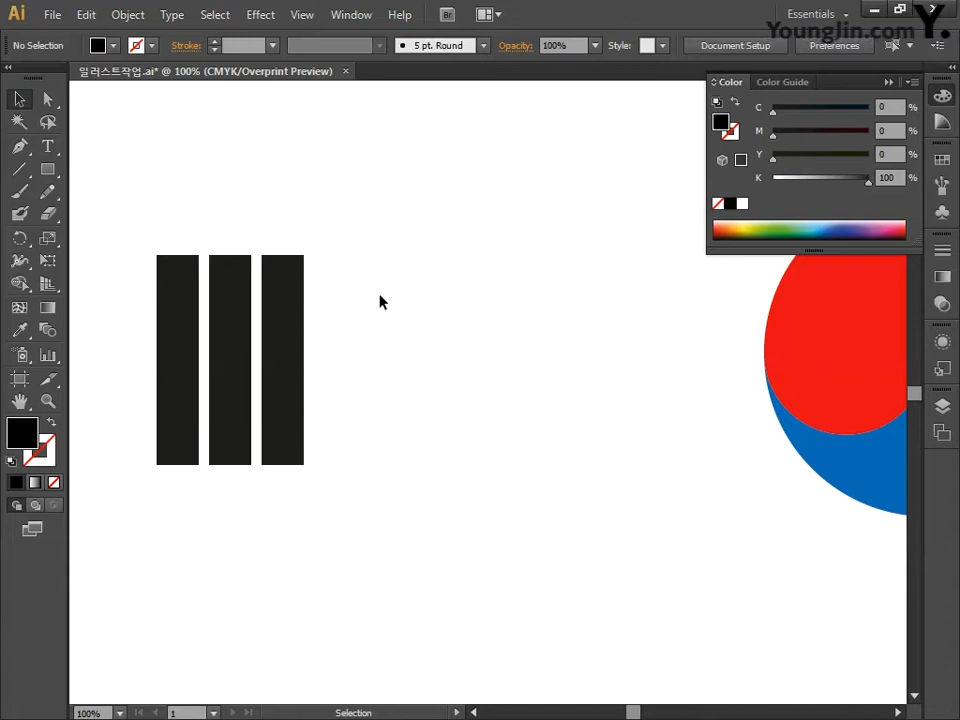 Ai File Edit Object Type Select Effect View Window Help Br Essentials
YoungJin.com Y.
No Selection Stroke: 5 pt. Round Opacity: 100% Style: Document Setup Preferences
일러스트작업.ai* @ 100% (CMYK/Overprint Preview) ×
Color Color Guide
C 0 %
M 0 %
Y 0 %
K 100 %
T
100% 1 Selection